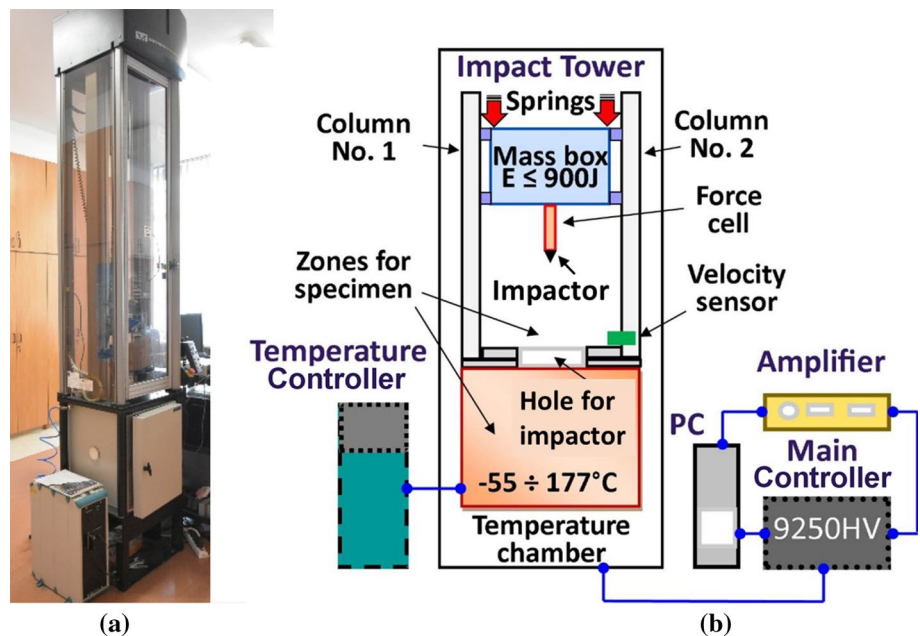 Impact Tower
Springs
Column
No. 1
Column
No. 2
Mass box
E ≤ 900J
Force
cell
Zones for
specimen
Impactor
Velocity
sensor
Temperature
Controller
Hole for
impactor
Amplifier
PC
Main
Controller
-55 ÷ 177°C
9250HV
Temperature
chamber
(a)
(b)